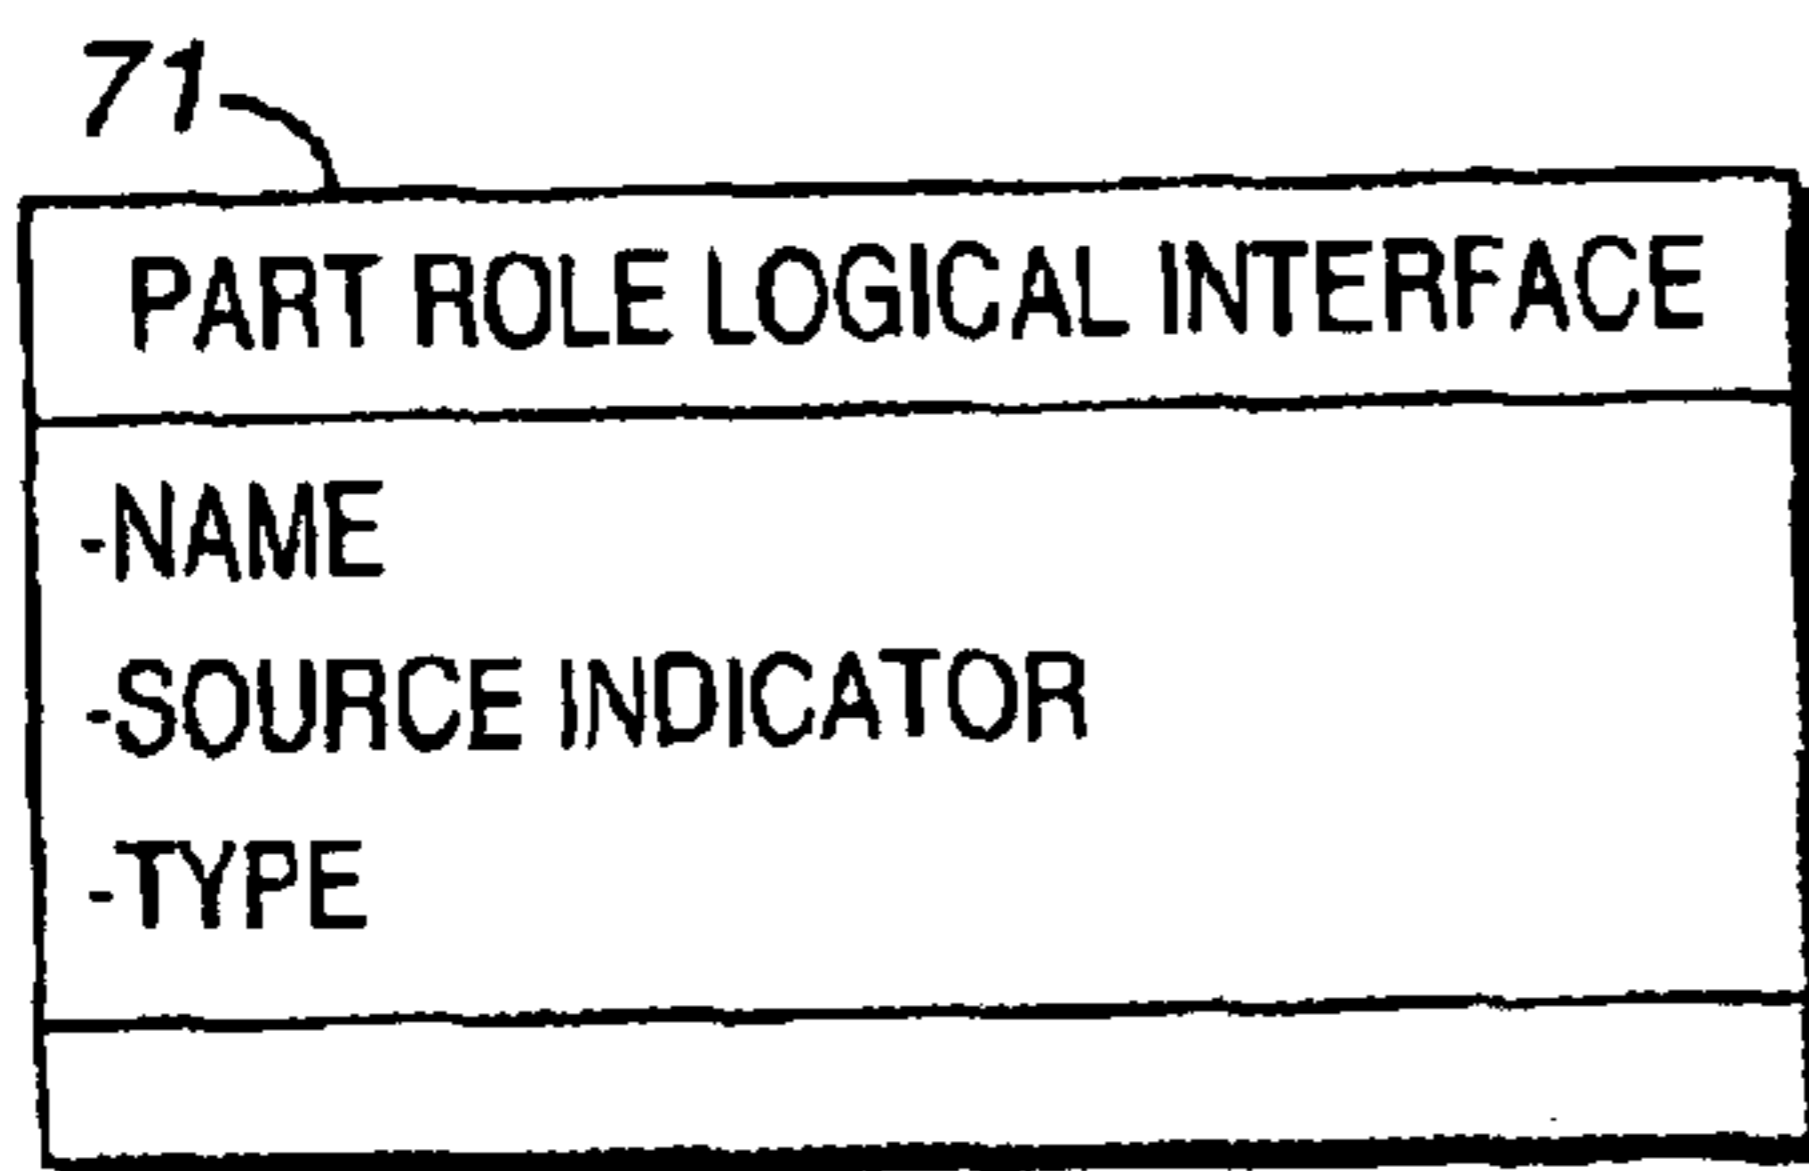 71
PART ROLE LOGICAL INTERFACE
-NAME
-SOURCE INDICATOR
-TYPE